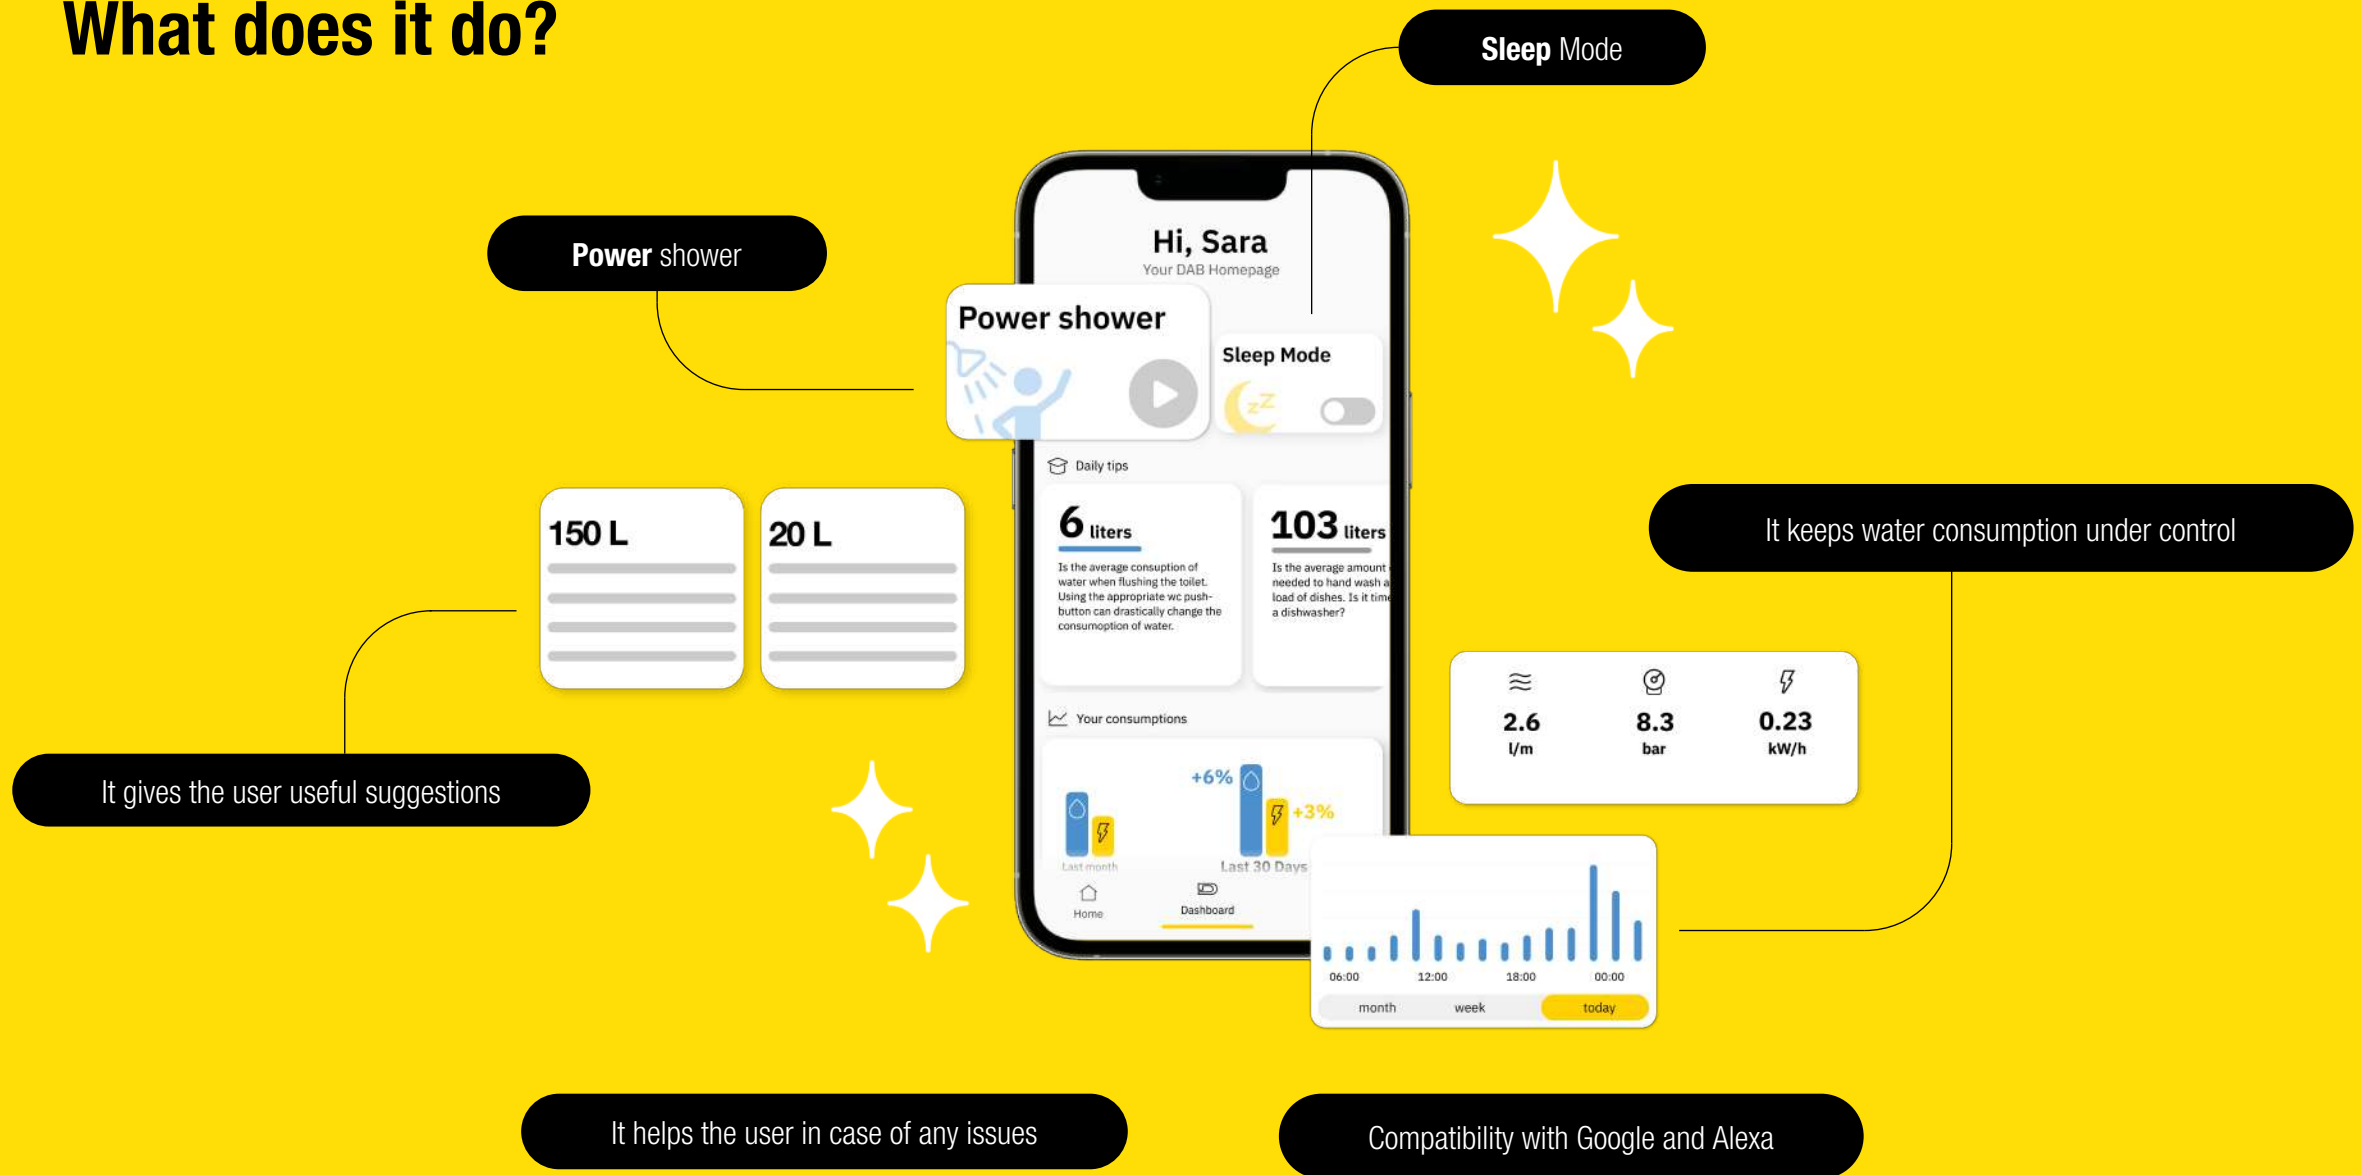 What does it do?
Sleep Mode
Power shower
Hi, Sara
Your DAB Homepage
Power shower
Sleep Mode
zZ
Daily tips
150 L
20 L
6 liters
Is the average consuption of
water when flushing the toilet.
Using the appropriate wc push-
button can drastically change the
consumoption of water.
103 liters
Is the average amount
needed to hand wash a
load of dishes. Is it time
a dishwasher?
It keeps water consumption under control
Your consumptions
2.6
l/m
8.3
bar
0.23
kW/h
It gives the user useful suggestions
+6%
+3%
Last month
Last 30 Days
Home
Dashboard
06:00 12:00 18:00 00:00
month week today
It helps the user in case of any issues
Compatibility with Google and Alexa